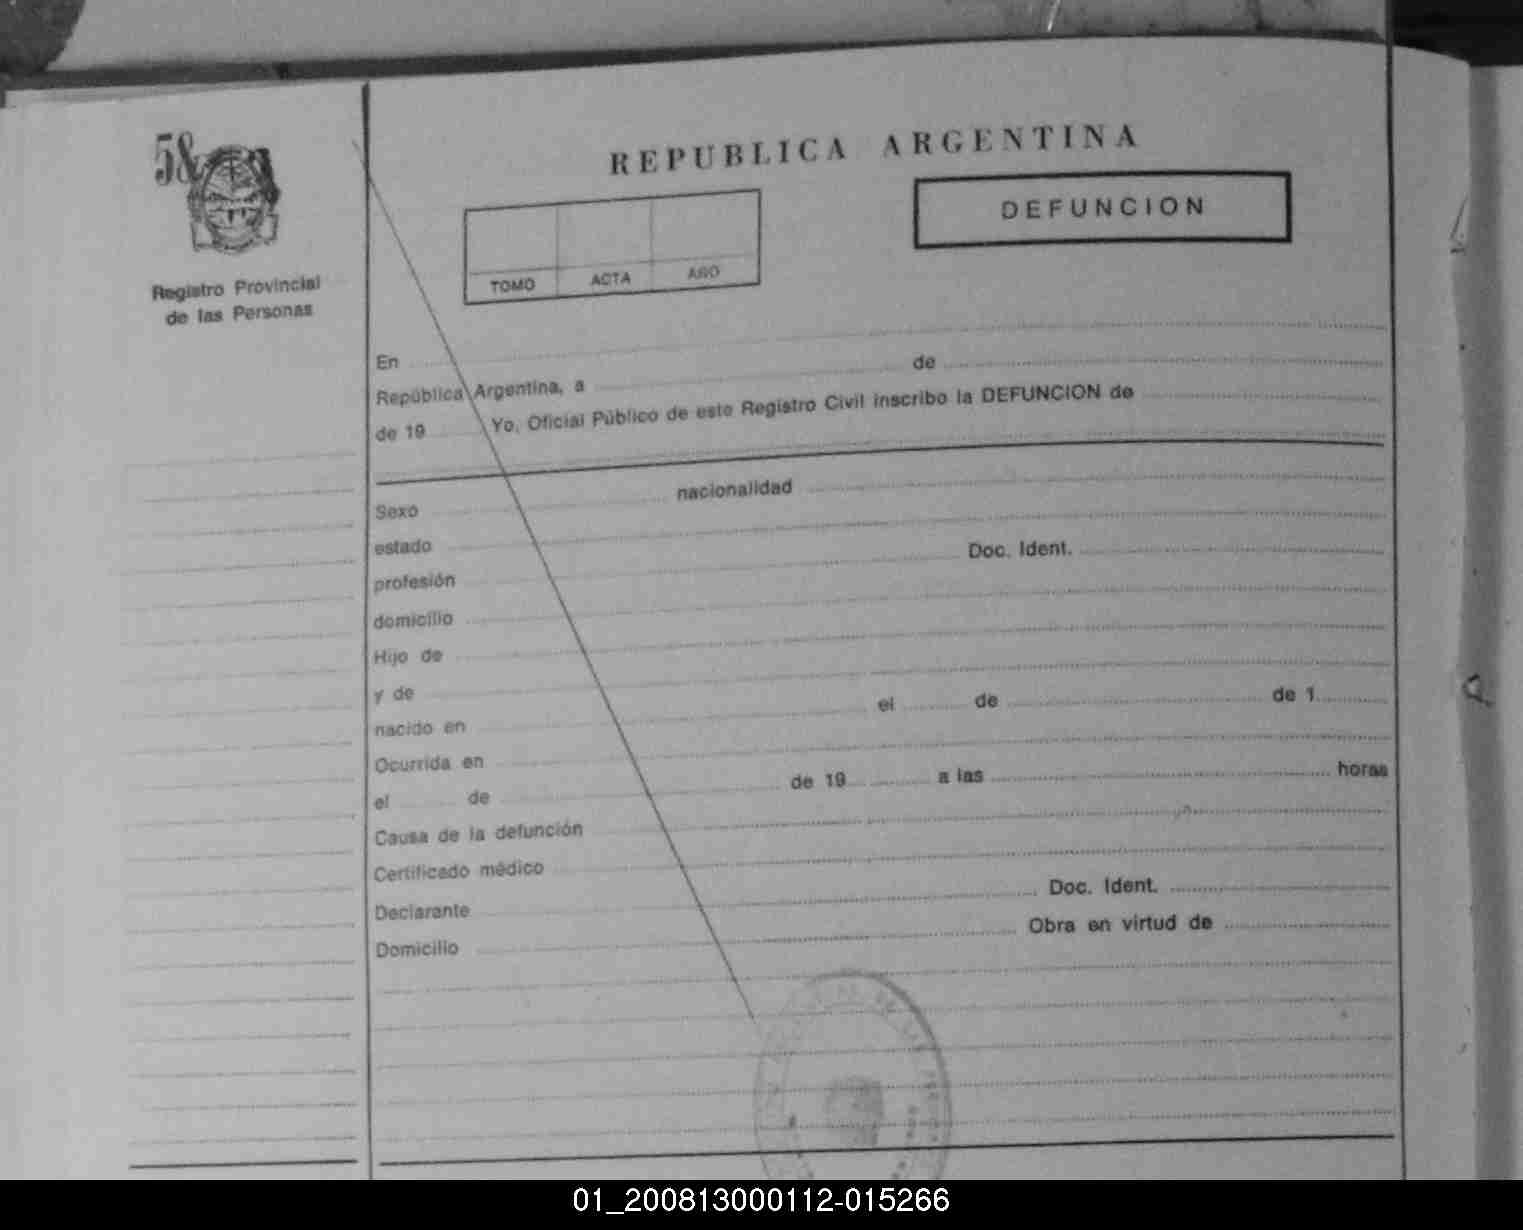 58
Registro Provincial
de las Personas
REPUBLICA ARGENTINA
DEFUNCION
TOMO ACTA AÑO
En
República Argentina, a de
de 19 Yo, Oficial Público de este Registro Civil inscribo la DEFUNCION de
Sexo nacionalidad
estado
profesión Doc. Ident.
domicilio
Hijo de
y de
nacido en el de de 1
Ocurrida en
el de de 19 a las horas
Causa de la defunción
Certificado médico
Declarante Doc. Ident.
Domicilio Obra en virtud de
01_200813000112-015266